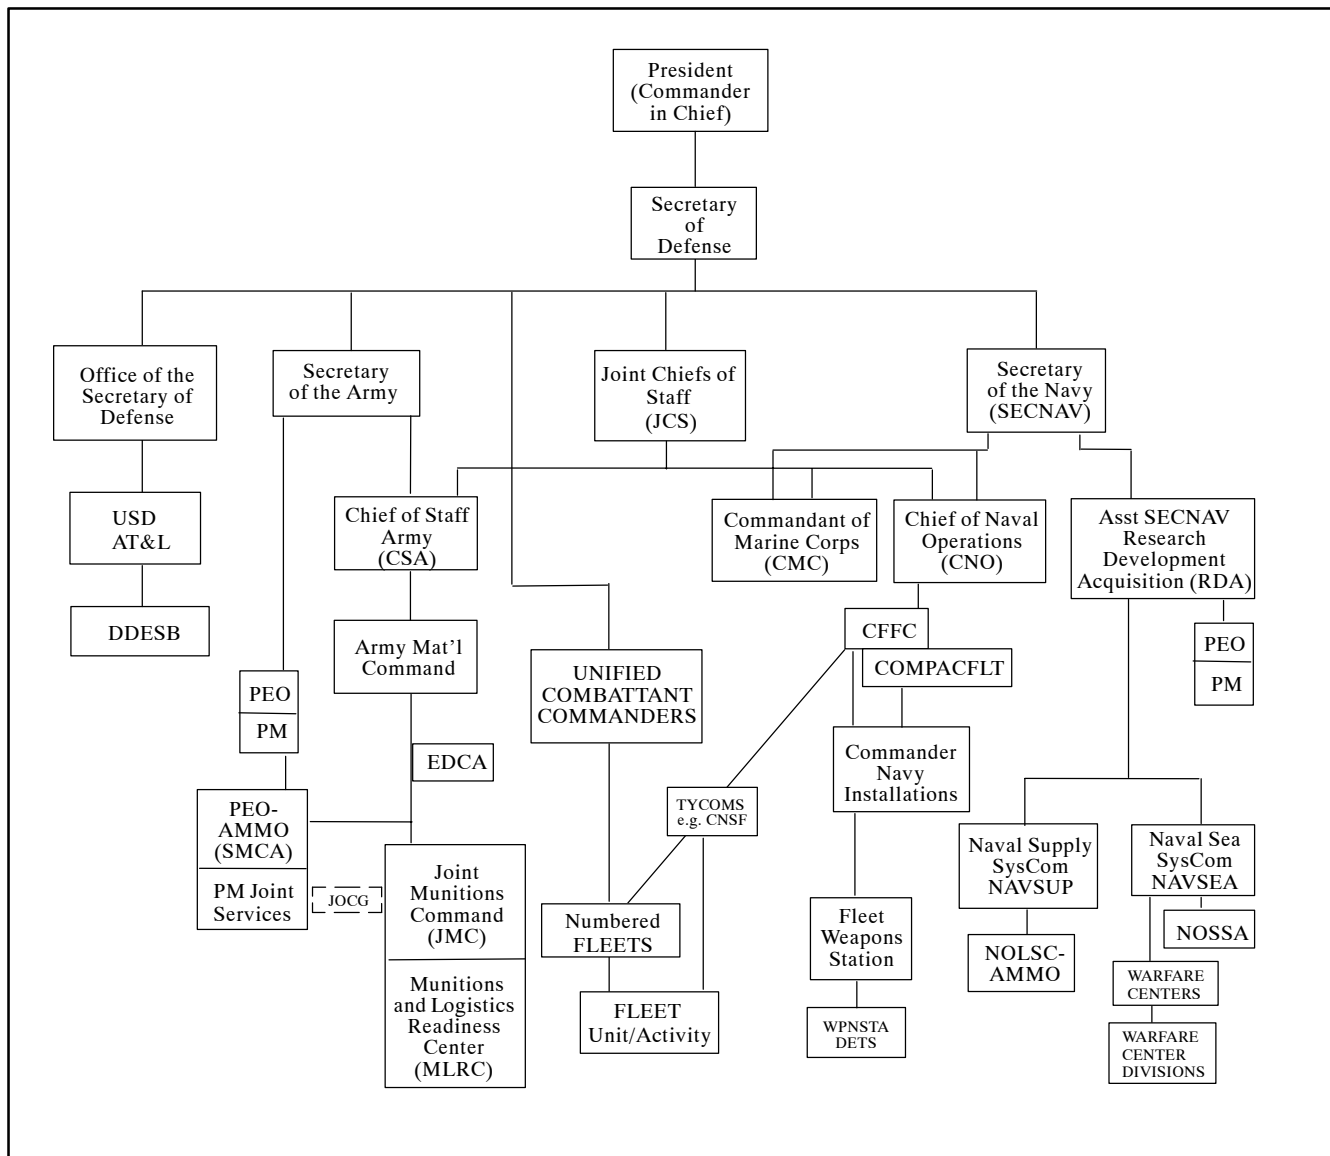 President
(Commander
in Chief)
Secretary
of
Defense
Office of the
Secretary of
Defense
Secretary
of the Army
Joint Chiefs of
Staff
(JCS)
Secretary
of the Navy
(SECNAV)
USD
AT&L
Chief of Staff
Army
(CSA)
Commandant of
Marine Corps
(CMC)
Chief of Naval
Operations
(CNO)
Asst SECNAV
Research
Development
Acquisition (RDA)
DDESB
Army Mat’l
Command
CFFC
COMPACFLT
PEO
PM
UNIFIED
COMBATTANT
COMMANDERS
PEO
PM
EDCA
Commander
Navy
Installations
PEO-
AMMO
(SMCA)
PM Joint
Services
JOCG
TYCOMS
e.g. CNSF
Joint
Munitions
Command
(JMC)
Munitions
and Logistics
Readiness
Center
(MLRC)
Naval Supply
SysCom
NAVSUP
Naval Sea
SysCom
NAVSEA
Numbered
FLEETS
Fleet
Weapons
Station
NOLSC-
AMMO
NOSSA
WARFARE
CENTERS
FLEET
Unit/Activity
WPNSTA
DETS
WARFARE
CENTER
DIVISIONS